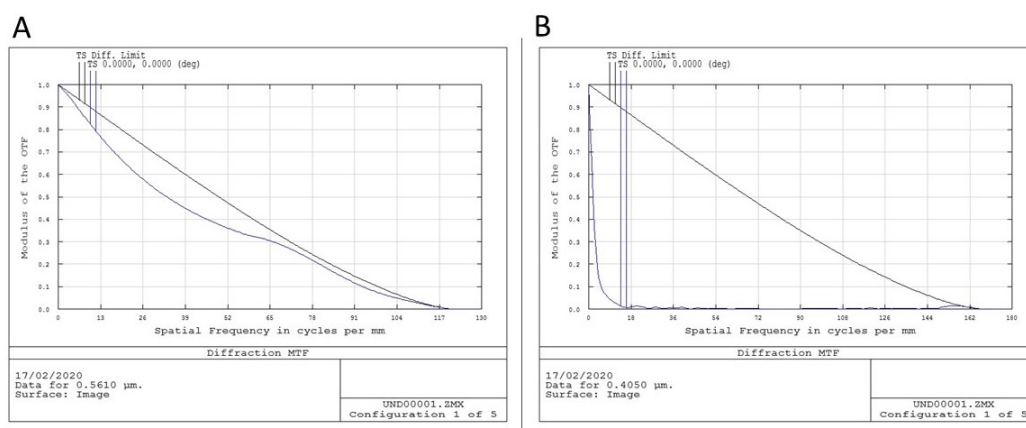 A
TS Diff. Limit
TS 0.0000, 0.0000 (deg)
1.0
0.9
0.8
0.7
0.6
0.5
0.4
0.3
0.2
0.1
0.0
Modulus of the OTF
0 13 26 39 52 65 78 91 104 117 130
Spatial Frequency in cycles per mm
Diffraction MTF
17/02/2020
Data for 0.5610 µm.
Surface: Image
UND00001.ZMX
Configuration 1 of 5
B
TS Diff. Limit
TS 0.0000, 0.0000 (deg)
1.0
0.9
0.8
0.7
0.6
0.5
0.4
0.3
0.2
0.1
0.0
Modulus of the OTF
0 18 36 54 72 90 108 126 144 162 180
Spatial Frequency in cycles per mm
Diffraction MTF
17/02/2020
Data for 0.4050 µm.
Surface: Image
UND00001.ZMX
Configuration 1 of 5